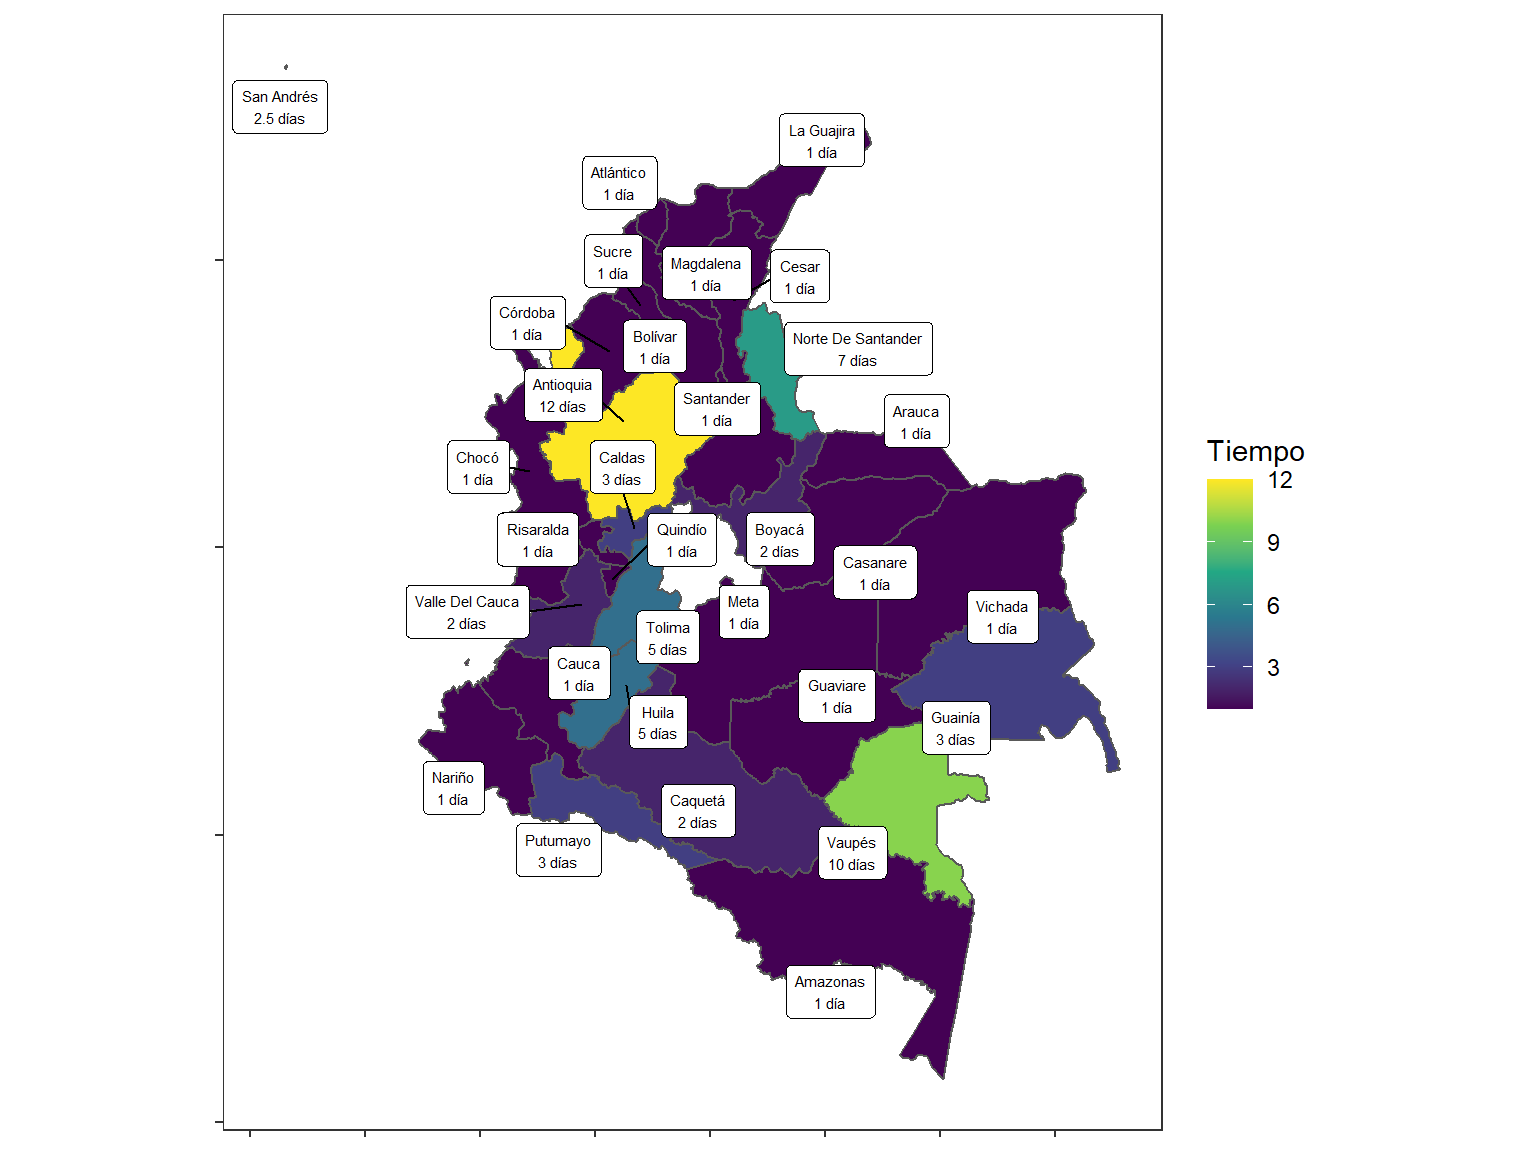 San Andrés
2.5 días
La Guajira
1 día
Atlántico
1 día
Sucre
1 día
Magdalena
1 día
Cesar
1 día
Córdoba
1 día
Bolívar
1 día
Norte De Santander
7 días
Antioquia
12 días
Santander
1 día
Arauca
1 día
Chocó
1 día
Caldas
3 días
Risaralda
1 día
Quindío
1 día
Boyacá
2 días
Casanare
1 día
Valle Del Cauca
2 días
Meta
1 día
Vichada
1 día
Tolima
5 días
Cauca
1 día
Guaviare
1 día
Huila
5 días
Guainía
3 días
Nariño
1 día
Caquetá
2 días
Putumayo
3 días
Vaupés
10 días
Amazonas
1 día
Tiempo
12
9
6
3